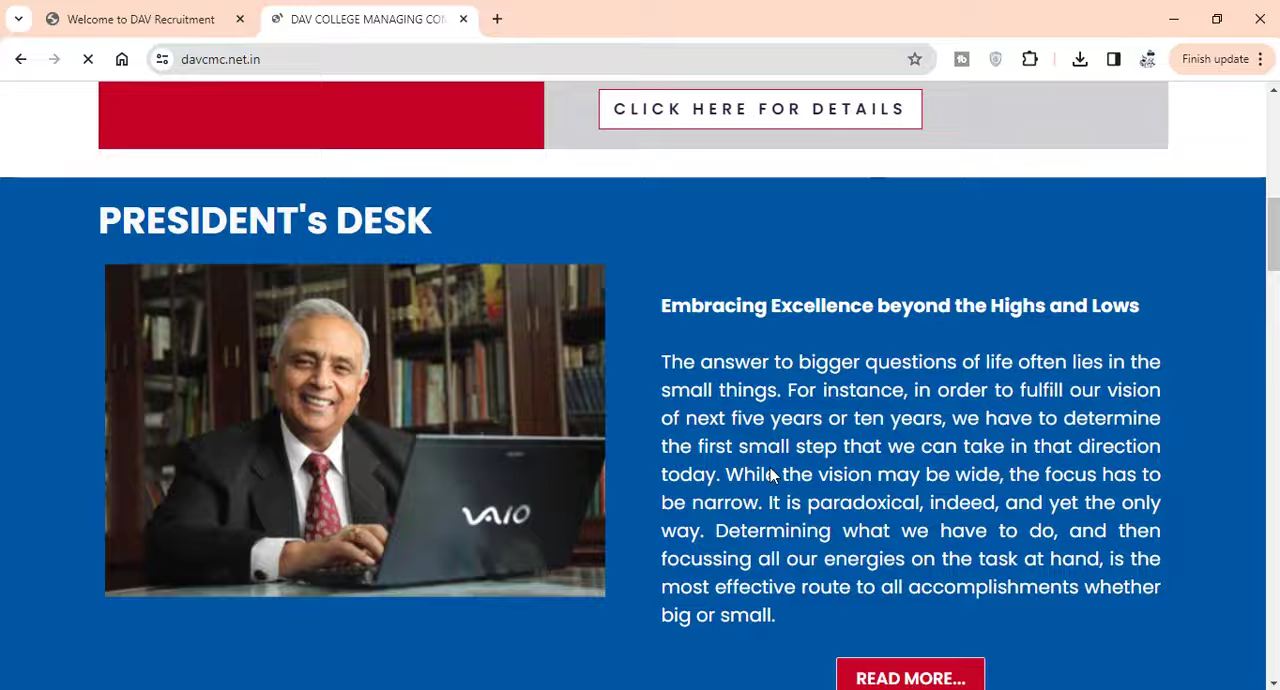 Welcome to DAV Recruitment
DAV COLLEGE MANAGING CO
davcmc.net.in
Finish update
CLICK HERE FOR DETAILS
PRESIDENT's DESK
VAIO
Embracing Excellence beyond the Highs and Lows
The answer to bigger questions of life often lies in the
small things. For instance, in order to fulfill our vision
of next five years or ten years, we have to determine
the first small step that we can take in that direction
today. While the vision may be wide, the focus has to
be narrow. It is paradoxical, indeed, and yet the only
way. Determining what we have to do, and then
focussing all our energies on the task at hand, is the
most effective route to all accomplishments whether
big or small.
READ MORE...